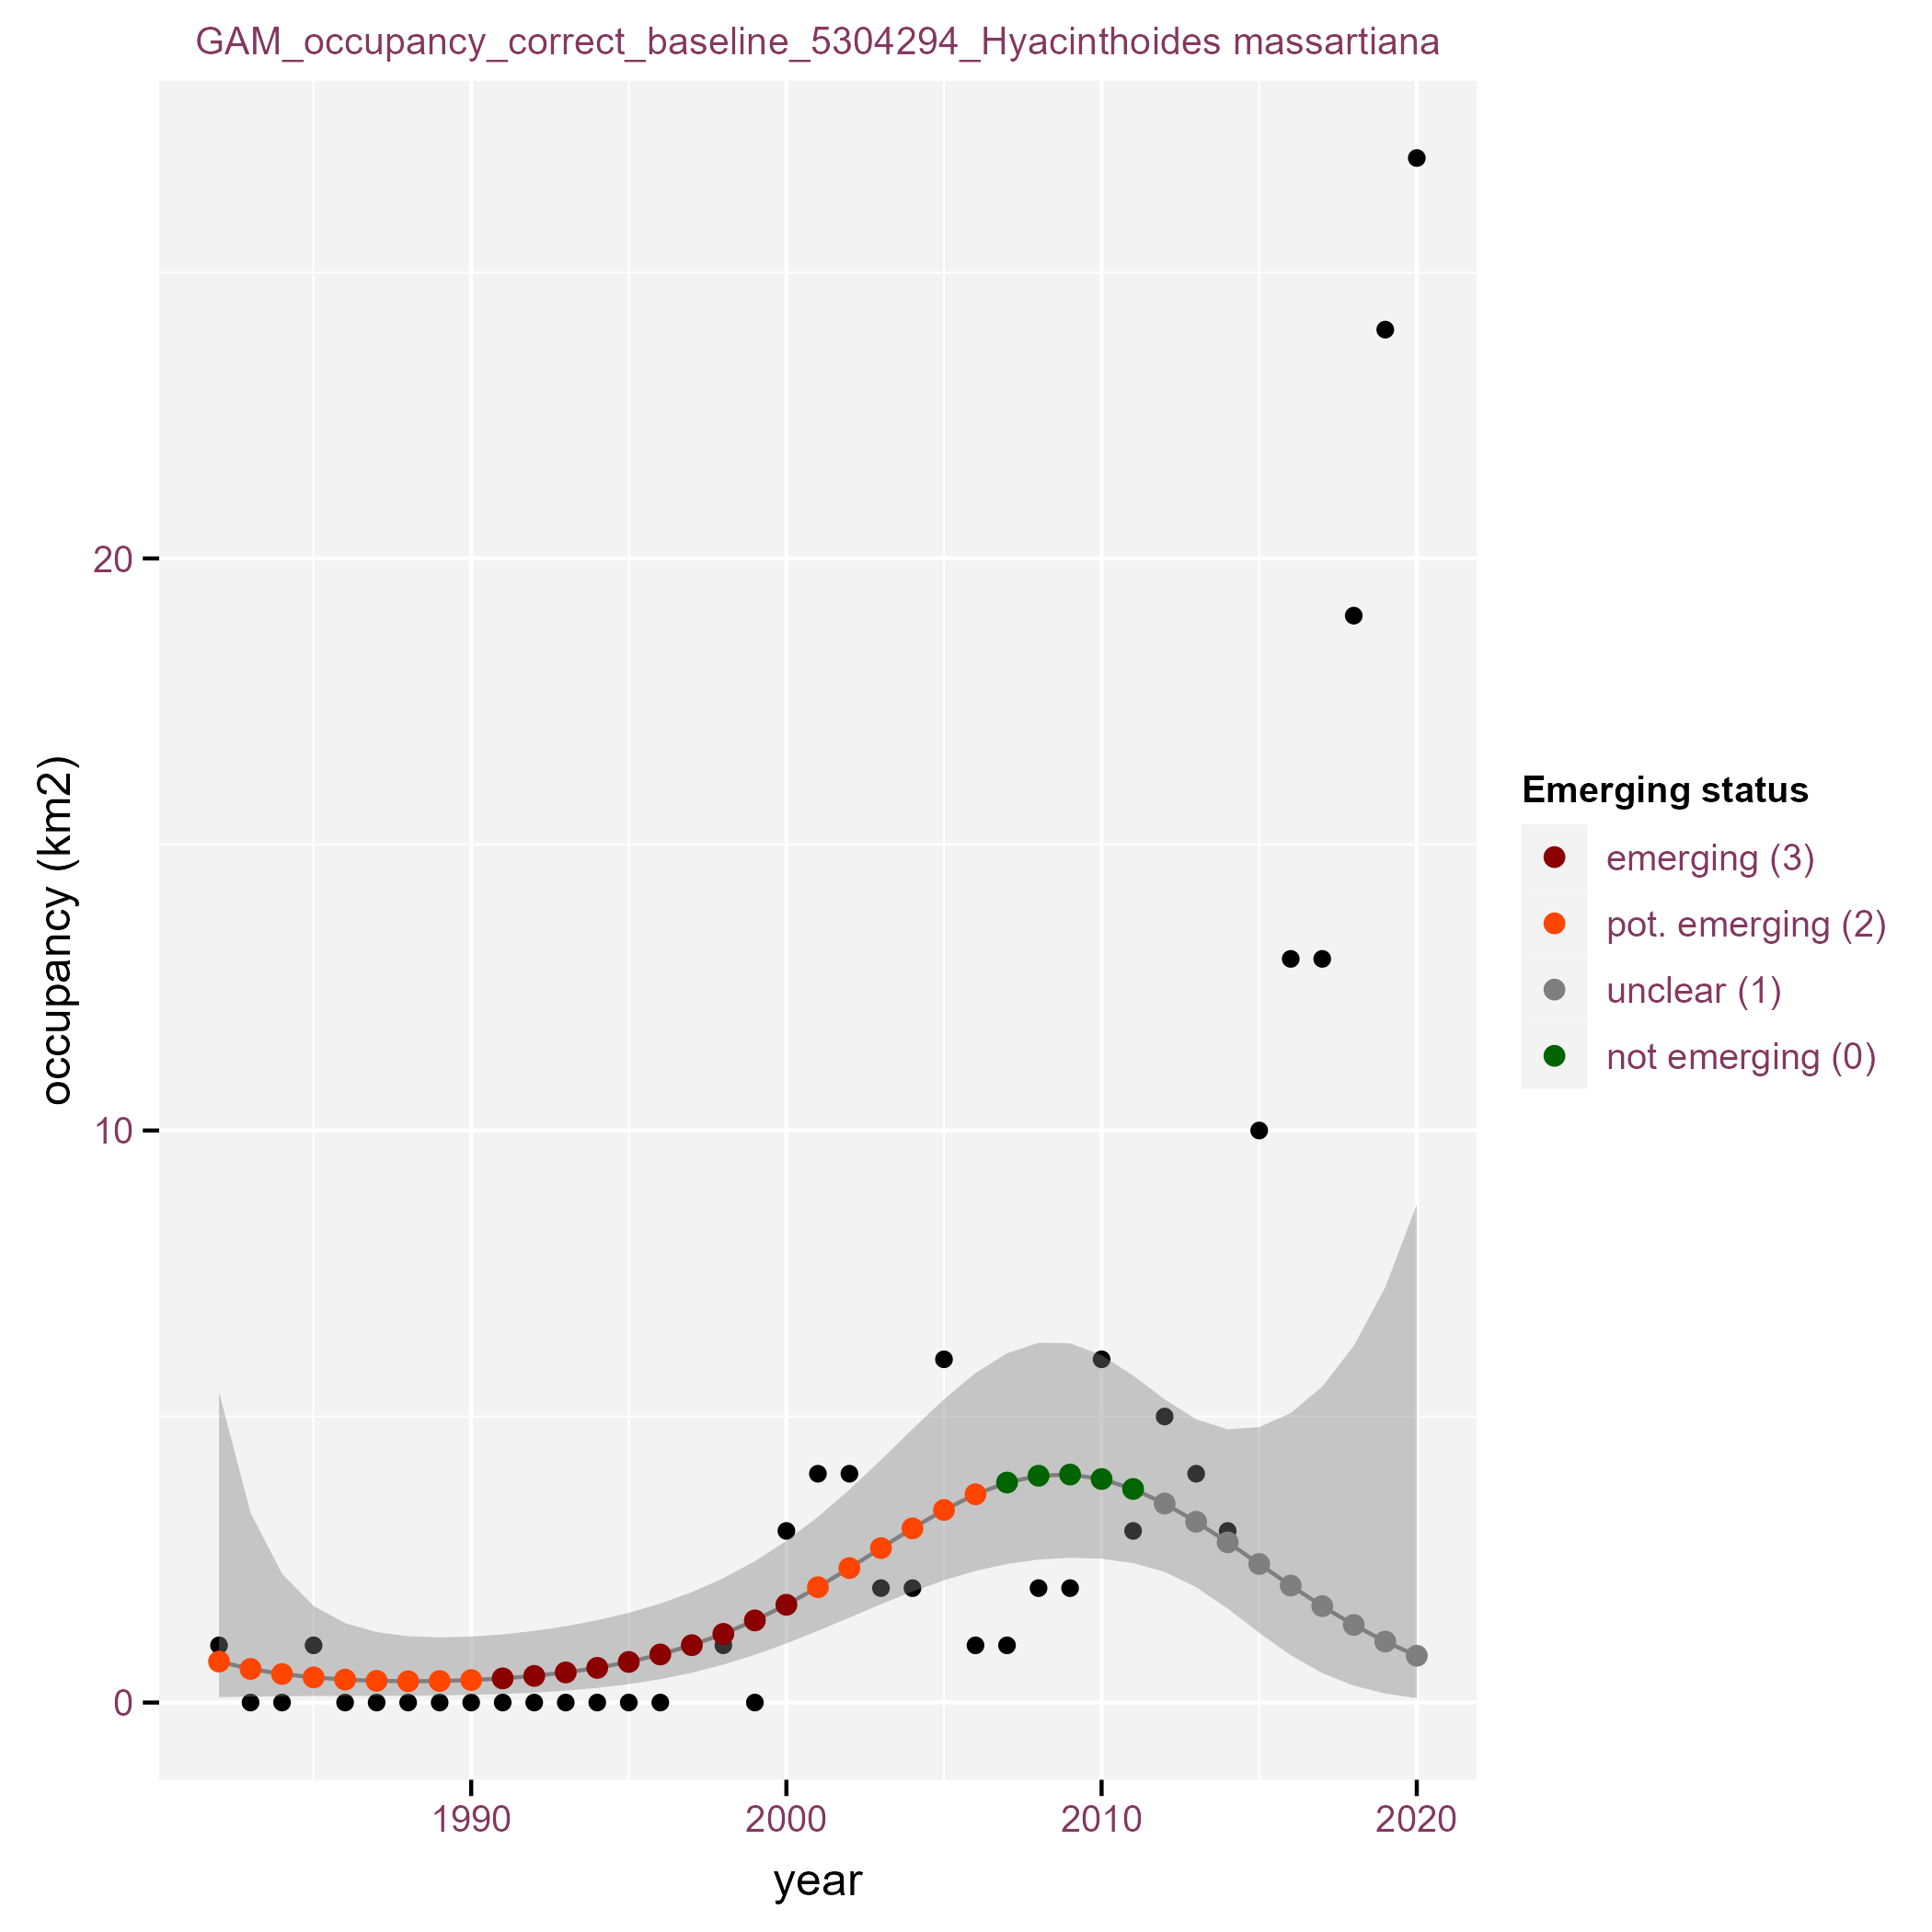 GAM_occupancy_correct_baseline_5304294_Hyacinthoides massartiana
occupancy (km2)
20
10
0
1990 2000 2010 2020
year
Emerging status
emerging (3)
pot. emerging (2)
unclear (1)
not emerging (0)